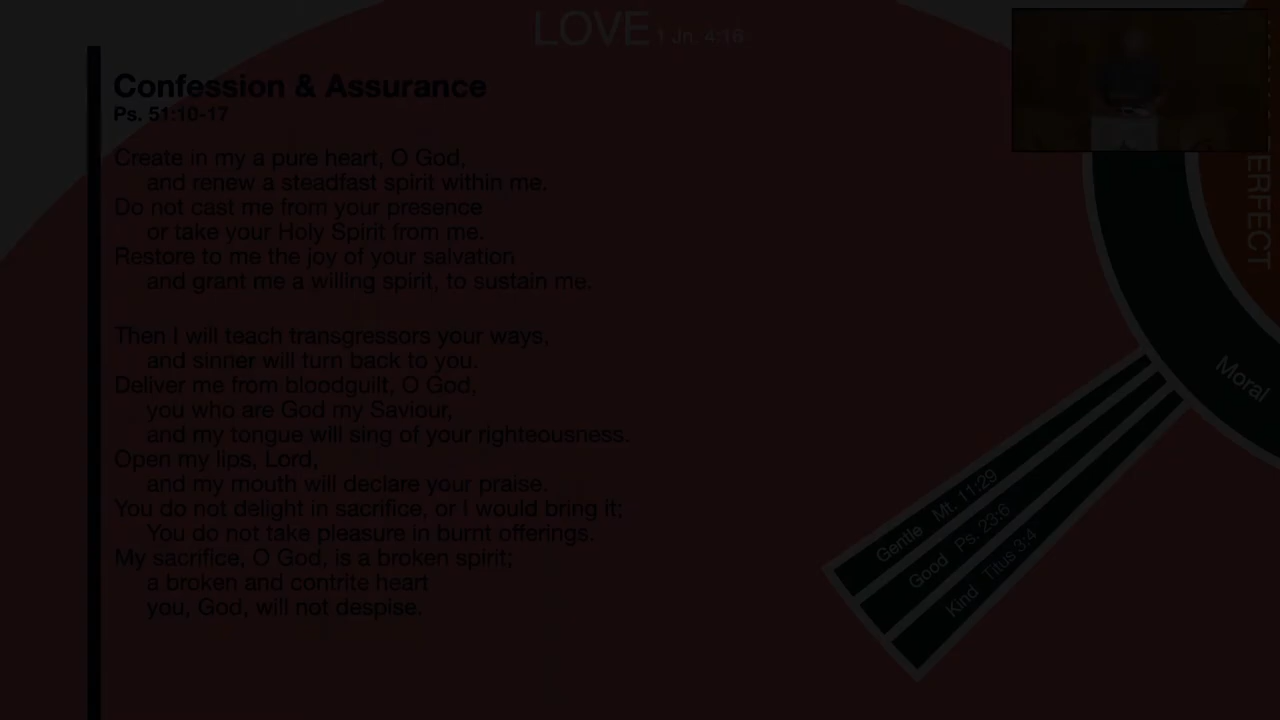 LOVE 1 Jn. 4:16
Confession & Assurance
Ps. 51:10-17
Create in my a pure heart, O God,
and renew a steadfast spirit within me.
Do not cast me from your presence
or take your Holy Spirit from me.
Restore to me the joy of your salvation
and grant me a willing spirit, to sustain me.
Then I will teach transgressors your ways,
and sinner will turn back to you.
Deliver me from bloodguilt, O God,
you who are God my Saviour,
and my tongue will sing of your righteousness.
Open my lips, Lord,
and my mouth will declare your praise.
You do not delight in sacrifice, or I would bring it;
You do not take pleasure in burnt offerings.
My sacrifice, O God, is a broken spirit;
a broken and contrite heart
you, God, will not despise.
ERFECT
Moral
Gentle Mt. 11:29
Good Ps. 23:6
Kind Titus 3:4